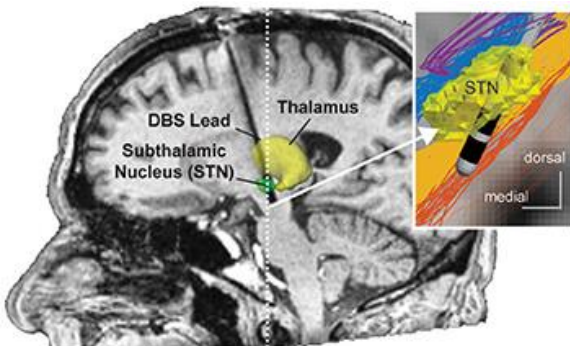 DBS Lead
Thalamus
Subthalamic
Nucleus (STN)
STN
dorsal
medial